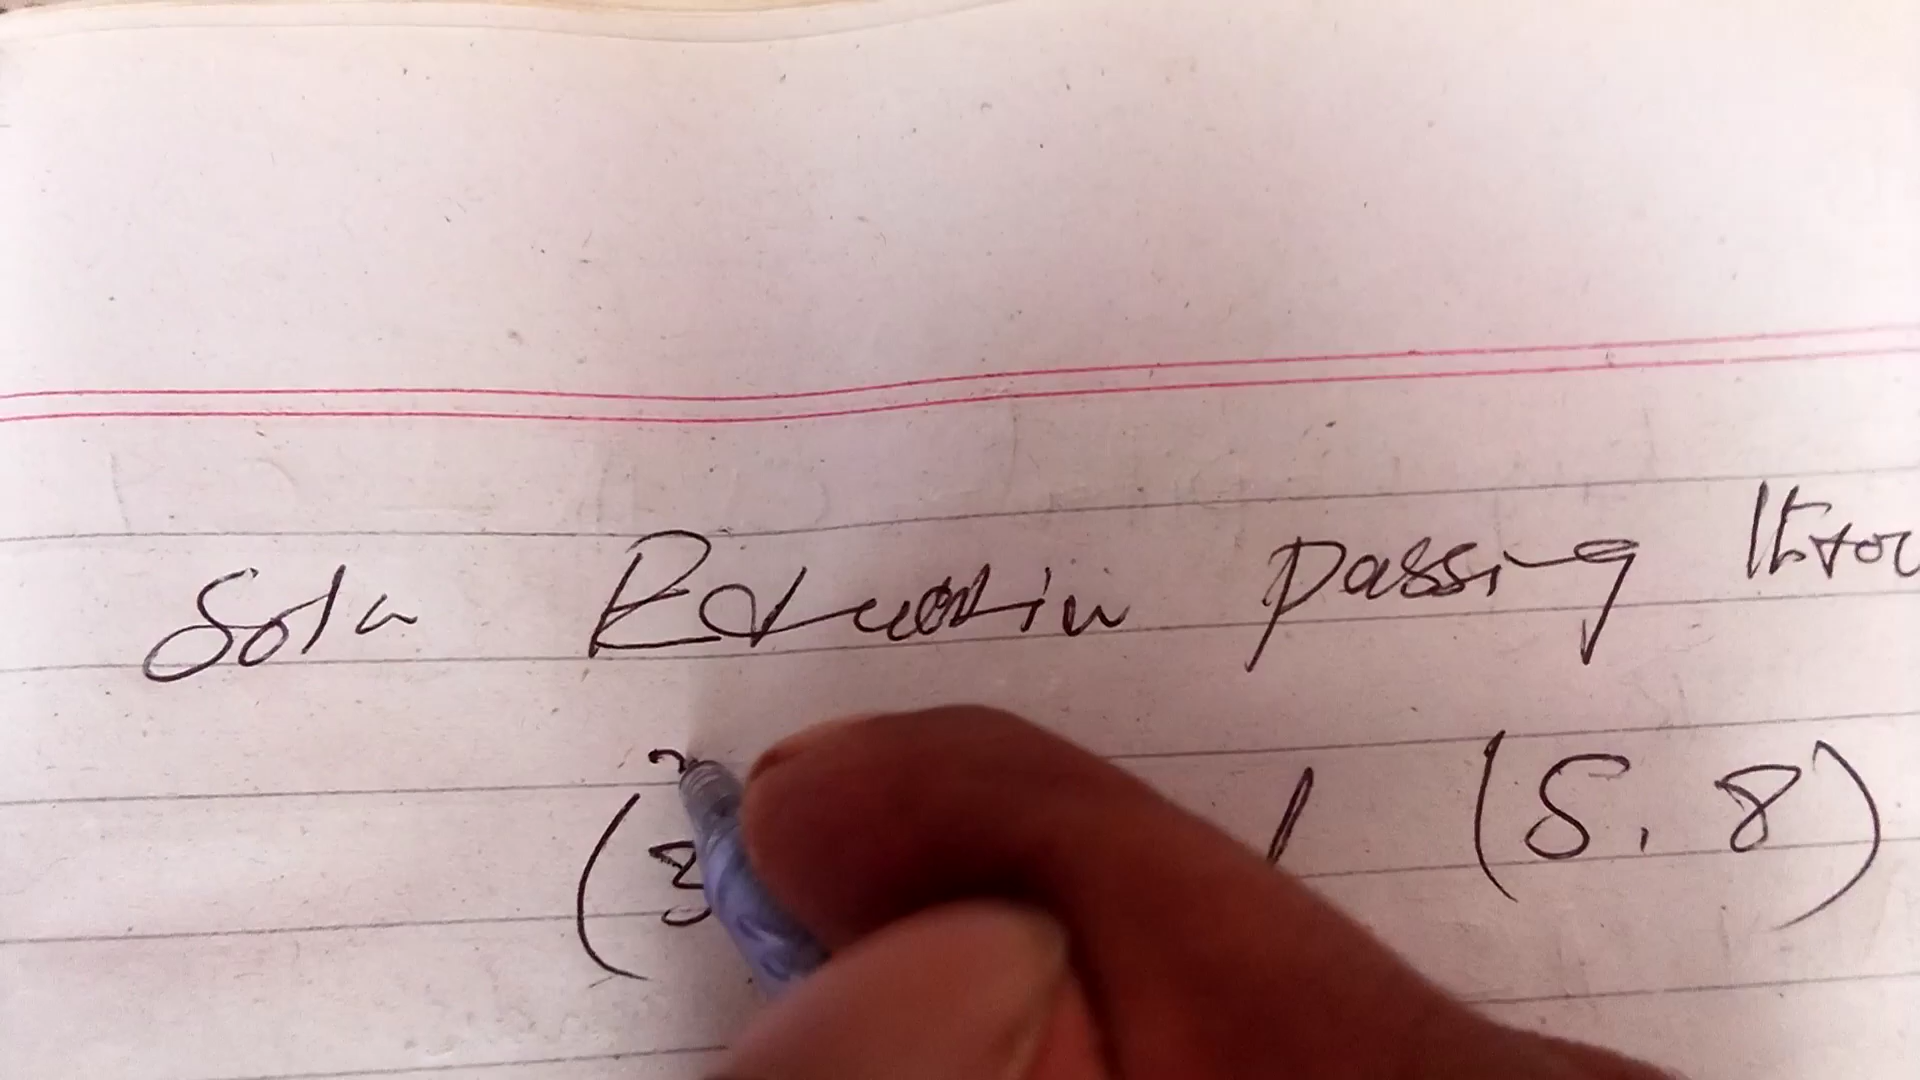 Soln Equation passing throu
(3 (5, 8)